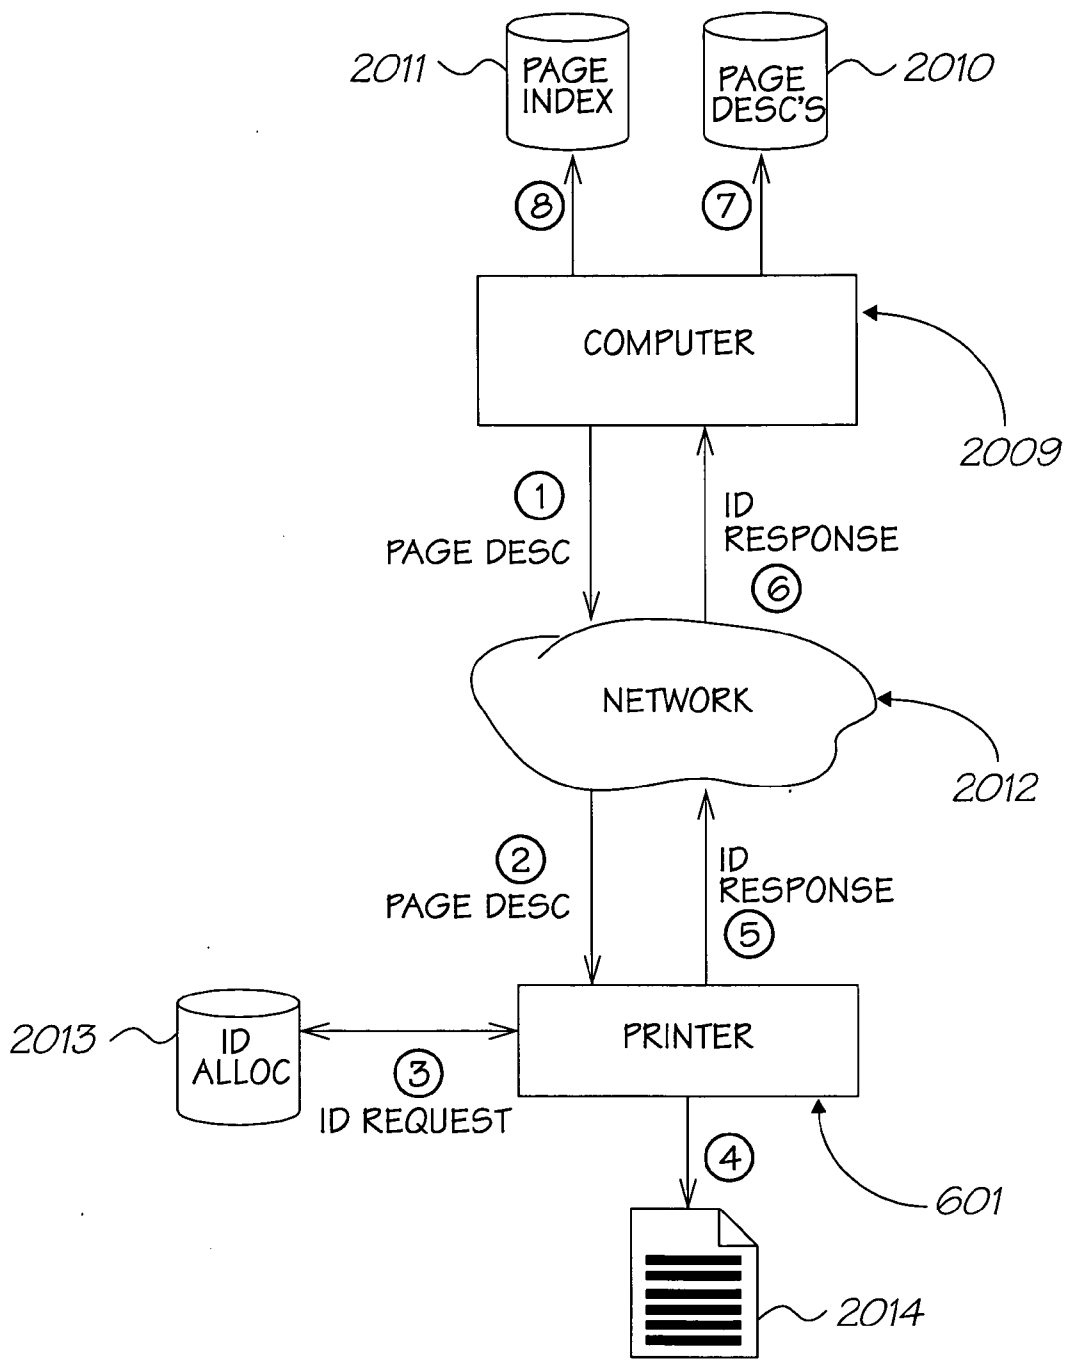 2011
PAGE
INDEX
PAGE
DESC'S
2010
8
7
COMPUTER
2009
1
PAGE DESC
ID
RESPONSE
6
NETWORK
2012
2
PAGE DESC
ID
RESPONSE
5
2013
ID
ALLOC
3
ID REQUEST
PRINTER
4
601
2014